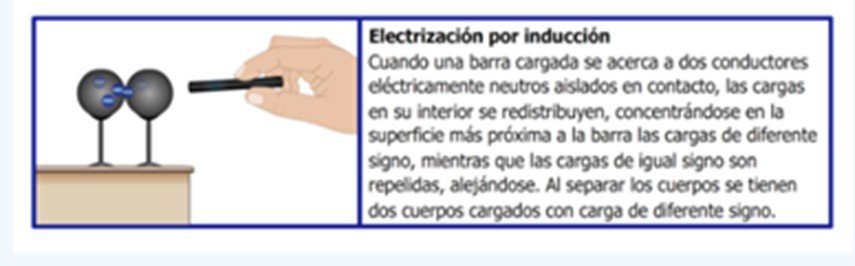 Electrización por inducción
Cuando una barra cargada se acerca a dos conductores
eléctricamente neutros aislados en contacto, las cargas
en su interior se redistribuyen, concentrándose en la
superficie más próxima a la barra las cargas de diferente
signo, mientras que las cargas de igual signo son
repelidas, alejándose. Al separar los cuerpos se tienen
dos cuerpos cargados con carga de diferente signo.